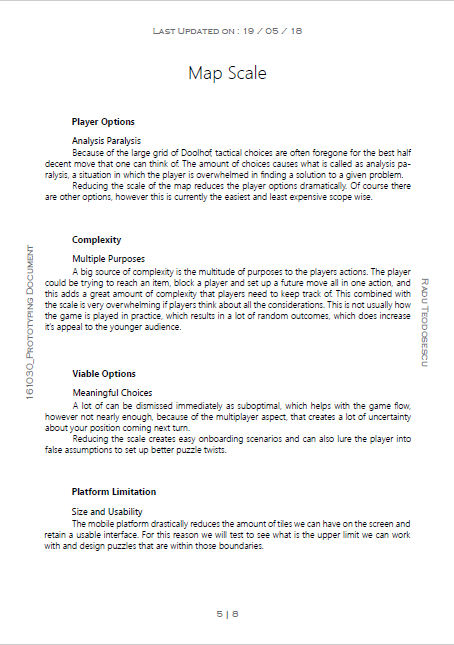 LAST UPDATED ON : 19 / 05 / 18
Map Scale
Player Options
Analysis Paralysis
Because of the large grid of Doolhof, tactical choices are often foregone for the best half
decent move that one can think of. The amount of choices causes what is called as analysis pa-
ralysis, a situation in which the player is overwhelmed in finding a solution to a given problem.
Reducing the scale of the map reduces the player options dramatically. Of course there
are other options, however this is currently the easiest and least expensive scope wise.
Complexity
Multiple Purposes
A big source of complexity is the multitude of purposes to the players actions. The player
could be trying to reach an item, block a player and set up a future move all in one action, and
this adds a great amount of complexity that players need to keep track of. This combined with
the scale is very overwhelming if players think about all the considerations. This is not usually how
the game is played in practice, which results in a lot of random outcomes, which does increase
it's appeal to the younger audience.
Viable Options
Meaningful Choices
A lot of can be dismissed immediately as suboptimal, which helps with the game flow,
however not nearly enough, because of the multiplayer aspect, that creates a lot of uncertainty
about your position coming next turn.
Reducing the scale creates easy onboarding scenarios and can also lure the player into
false assumptions to set up better puzzle twists.
Platform Limitation
Size and Usability
The mobile platform drastically reduces the amount of tiles we can have on the screen and
retain a usable interface. For this reason we will test to see what is the upper limit we can work
with and design puzzles that are within those boundaries.
161030_PROTOTYPING DOCUMENT
RADU TEODOSESCU
5 | 8